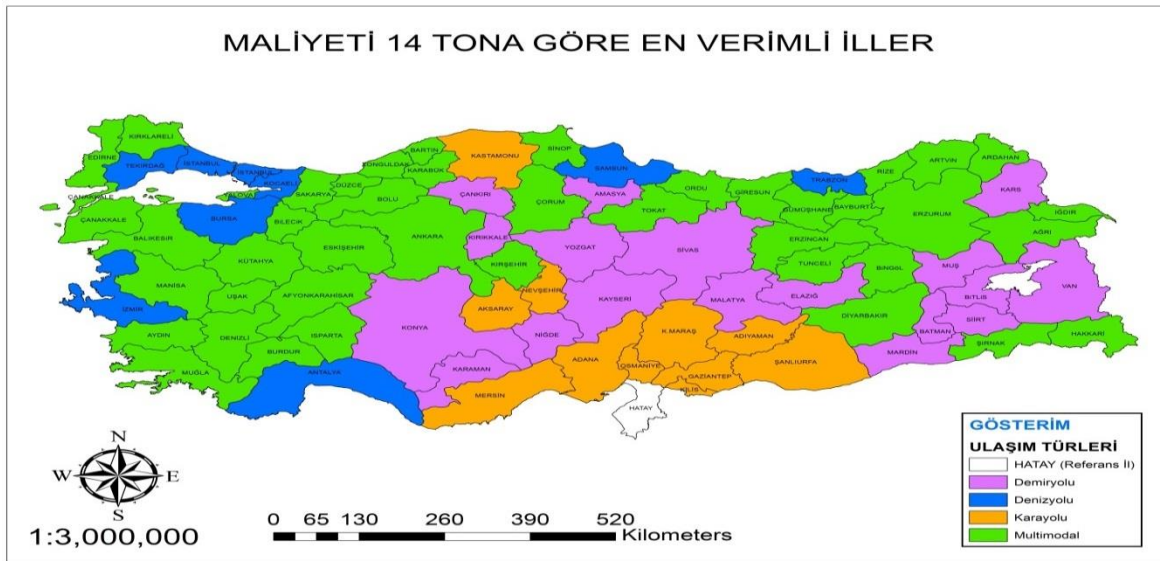 MALİYETİ 14 TONA GÖRE EN VERİMLİ İLLER
KIRKLARELİ
EDİRNE
TEKİRDAĞ
İSTANBUL
İSTANBUL
KOCAELİ
YALOVA
SAKARYA
DÜZCE
ZONGULDAK
BARTIN
KARABÜK
KASTAMONU
SİNOP
SAMSUN
ORDU
GİRESUN
TRABZON
RİZE
ARTVİN
ARDAHAN
KARS
ÇANAKKALE
ÇANAKKALE
BALIKESİR
BURSA
BİLECİK
BOLU
ÇANKIRI
ÇORUM
AMASYA
TOKAT
GÜMÜŞHANE
BAYBURT
ERZURUM
IĞDIR
AĞRI
KÜTAHYA
ESKİŞEHİR
ANKARA
KIRIKKALE
YOZGAT
SİVAS
ERZİNCAN
TUNCELİ
BİNGÖL
MUŞ
VAN
BİTLİS
MANİSA
UŞAK
AFYONKARAHİSAR
KIRŞEHİR
NEVŞEHİR
KAYSERİ
MALATYA
ELAZIĞ
DİYARBAKIR
BATMAN
SİİRT
HAKKARİ
ŞIRNAK
MARDİN
İZMİR
AYDIN
DENİZLİ
ISPARTA
BURDUR
MUĞLA
ANTALYA
KONYA
AKSARAY
NİĞDE
KARAMAN
MERSİN
ADANA
K.MARAŞ
OSMANİYE
ADIYAMAN
GAZİANTEP
KİLİS
ŞANLIURFA
HATAY
N
W E
S
1:3,000,000
0 65 130 260 390 520
Kilometers
GÖSTERİM
ULAŞIM TÜRLERİ
HATAY (Referans İl)
Demiryolu
Denizyolu
Karayolu
Multimodal